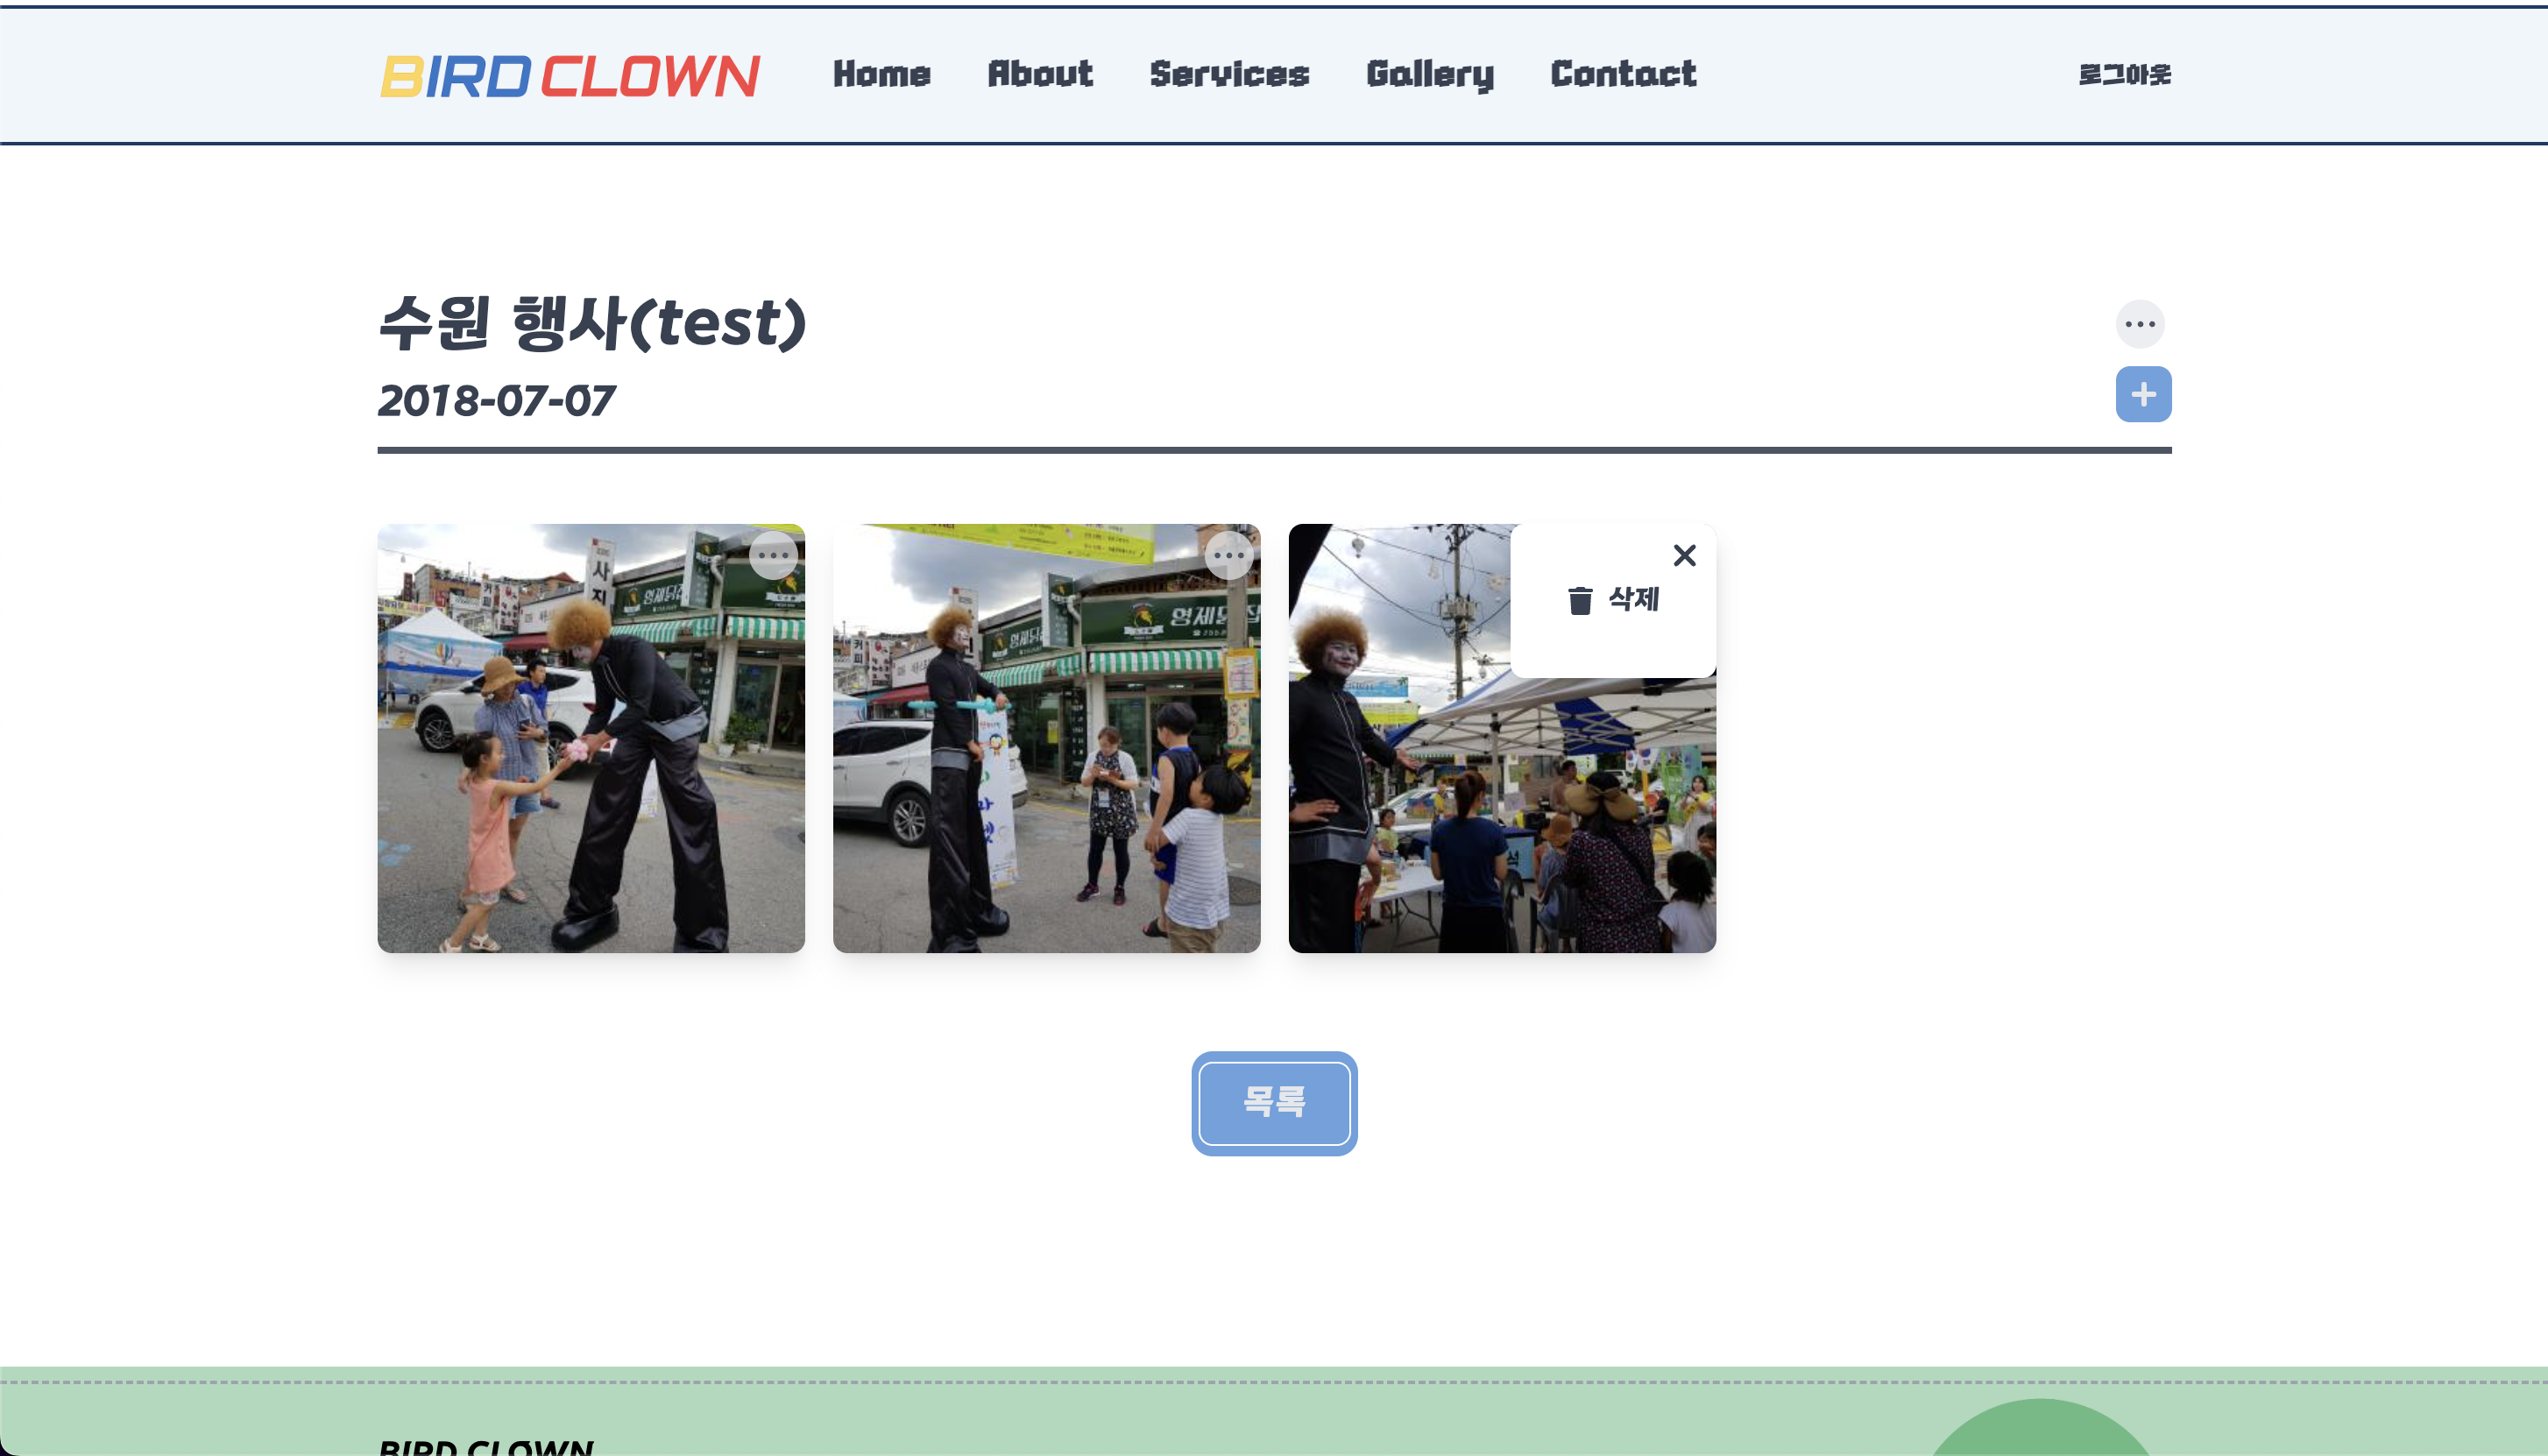 BIRD CLOWN
Home
About
Services
Gallery
Contact
로그아웃
수원 행사(test)
2018-07-07
삭제
목록
BIRD CLOWN